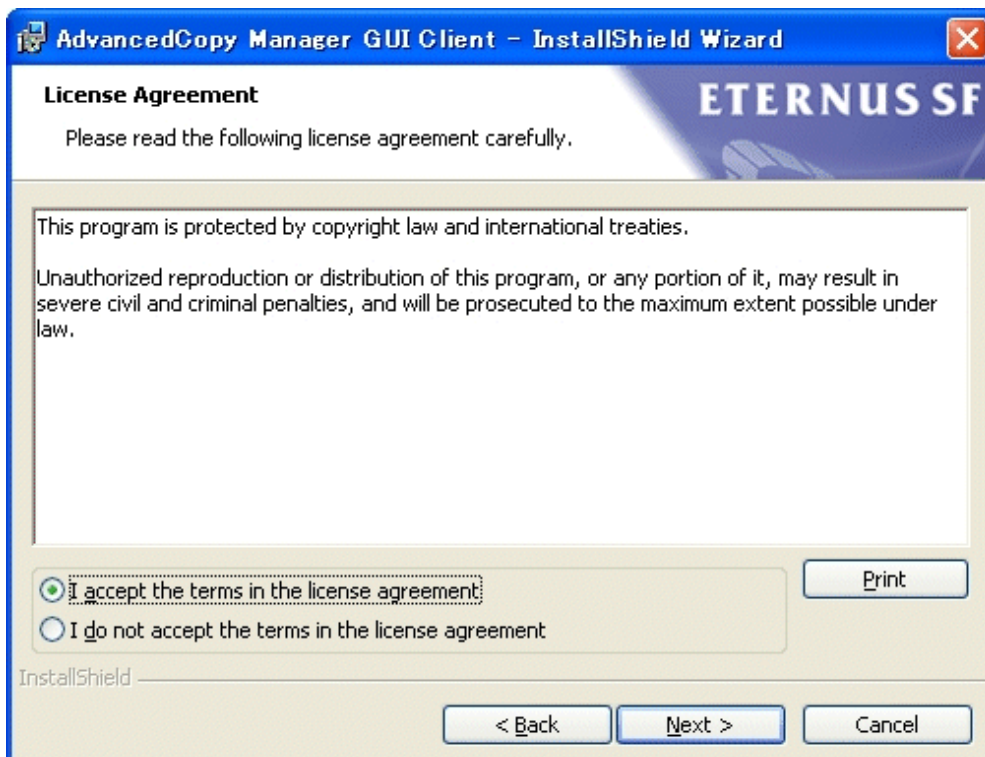 AdvancedCopy Manager GUI Client - InstallShield Wizard
License Agreement
ETERNUS SF
Please read the following license agreement carefully.
This program is protected by copyright law and international treaties.
Unauthorized reproduction or distribution of this program, or any portion of it, may result in
severe civil and criminal penalties, and will be prosecuted to the maximum extent possible under
law.
I accept the terms in the license agreement
Print
I do not accept the terms in the license agreement
InstallShield
< Back
Next >
Cancel